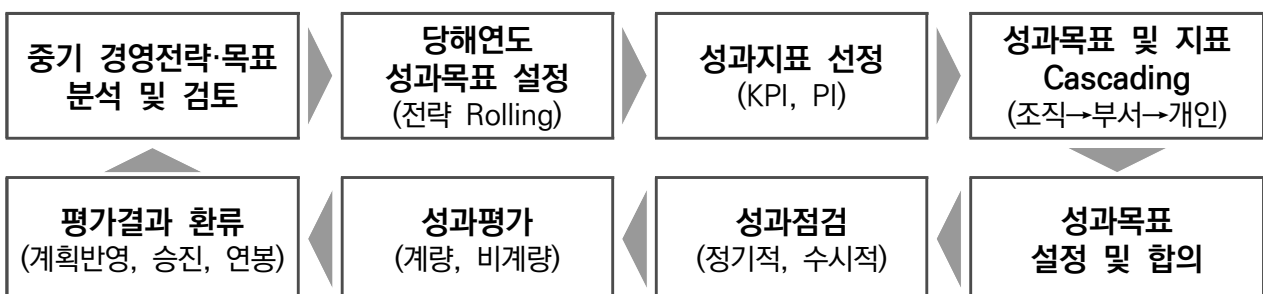 중기 경영전략·목표
분석 및 검토
당해연도
성과목표 설정
(전략 Rolling)
성과지표 선정
(KPI, PI)
성과목표 및 지표
Cascading
(조직→부서→개인)
성과목표
설정 및 합의
성과점검
(정기적, 수시적)
성과평가
(계량, 비계량)
평가결과 환류
(계획반영, 승진, 연봉)